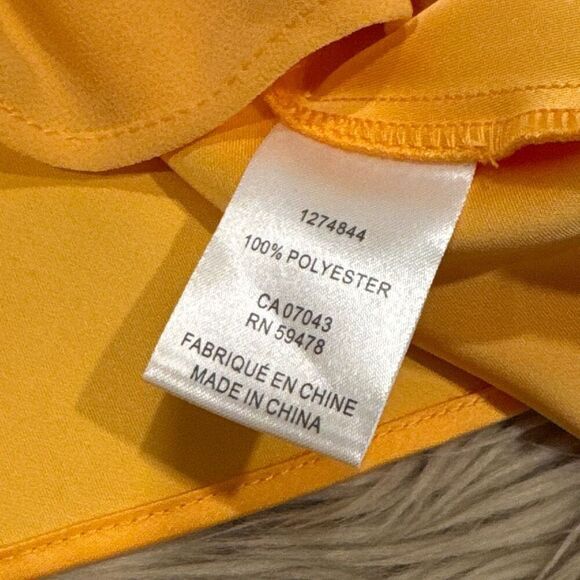 1274844
100% POLYESTER
CA 07043
RN 59478
FABRIQUÉ EN CHINE
MADE IN CHINA